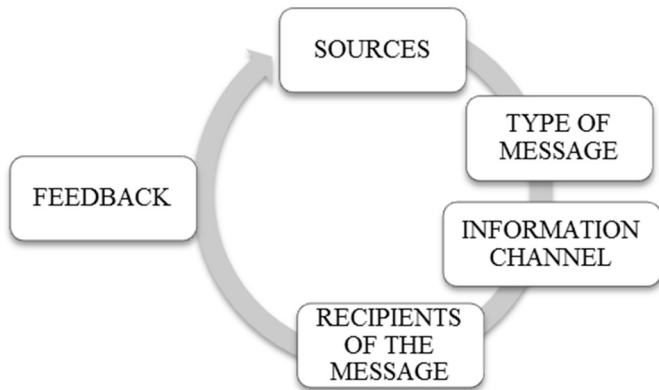 SOURCES
TYPE OF
MESSAGE
INFORMATION
CHANNEL
RECIPIENTS
OF THE
MESSAGE
FEEDBACK